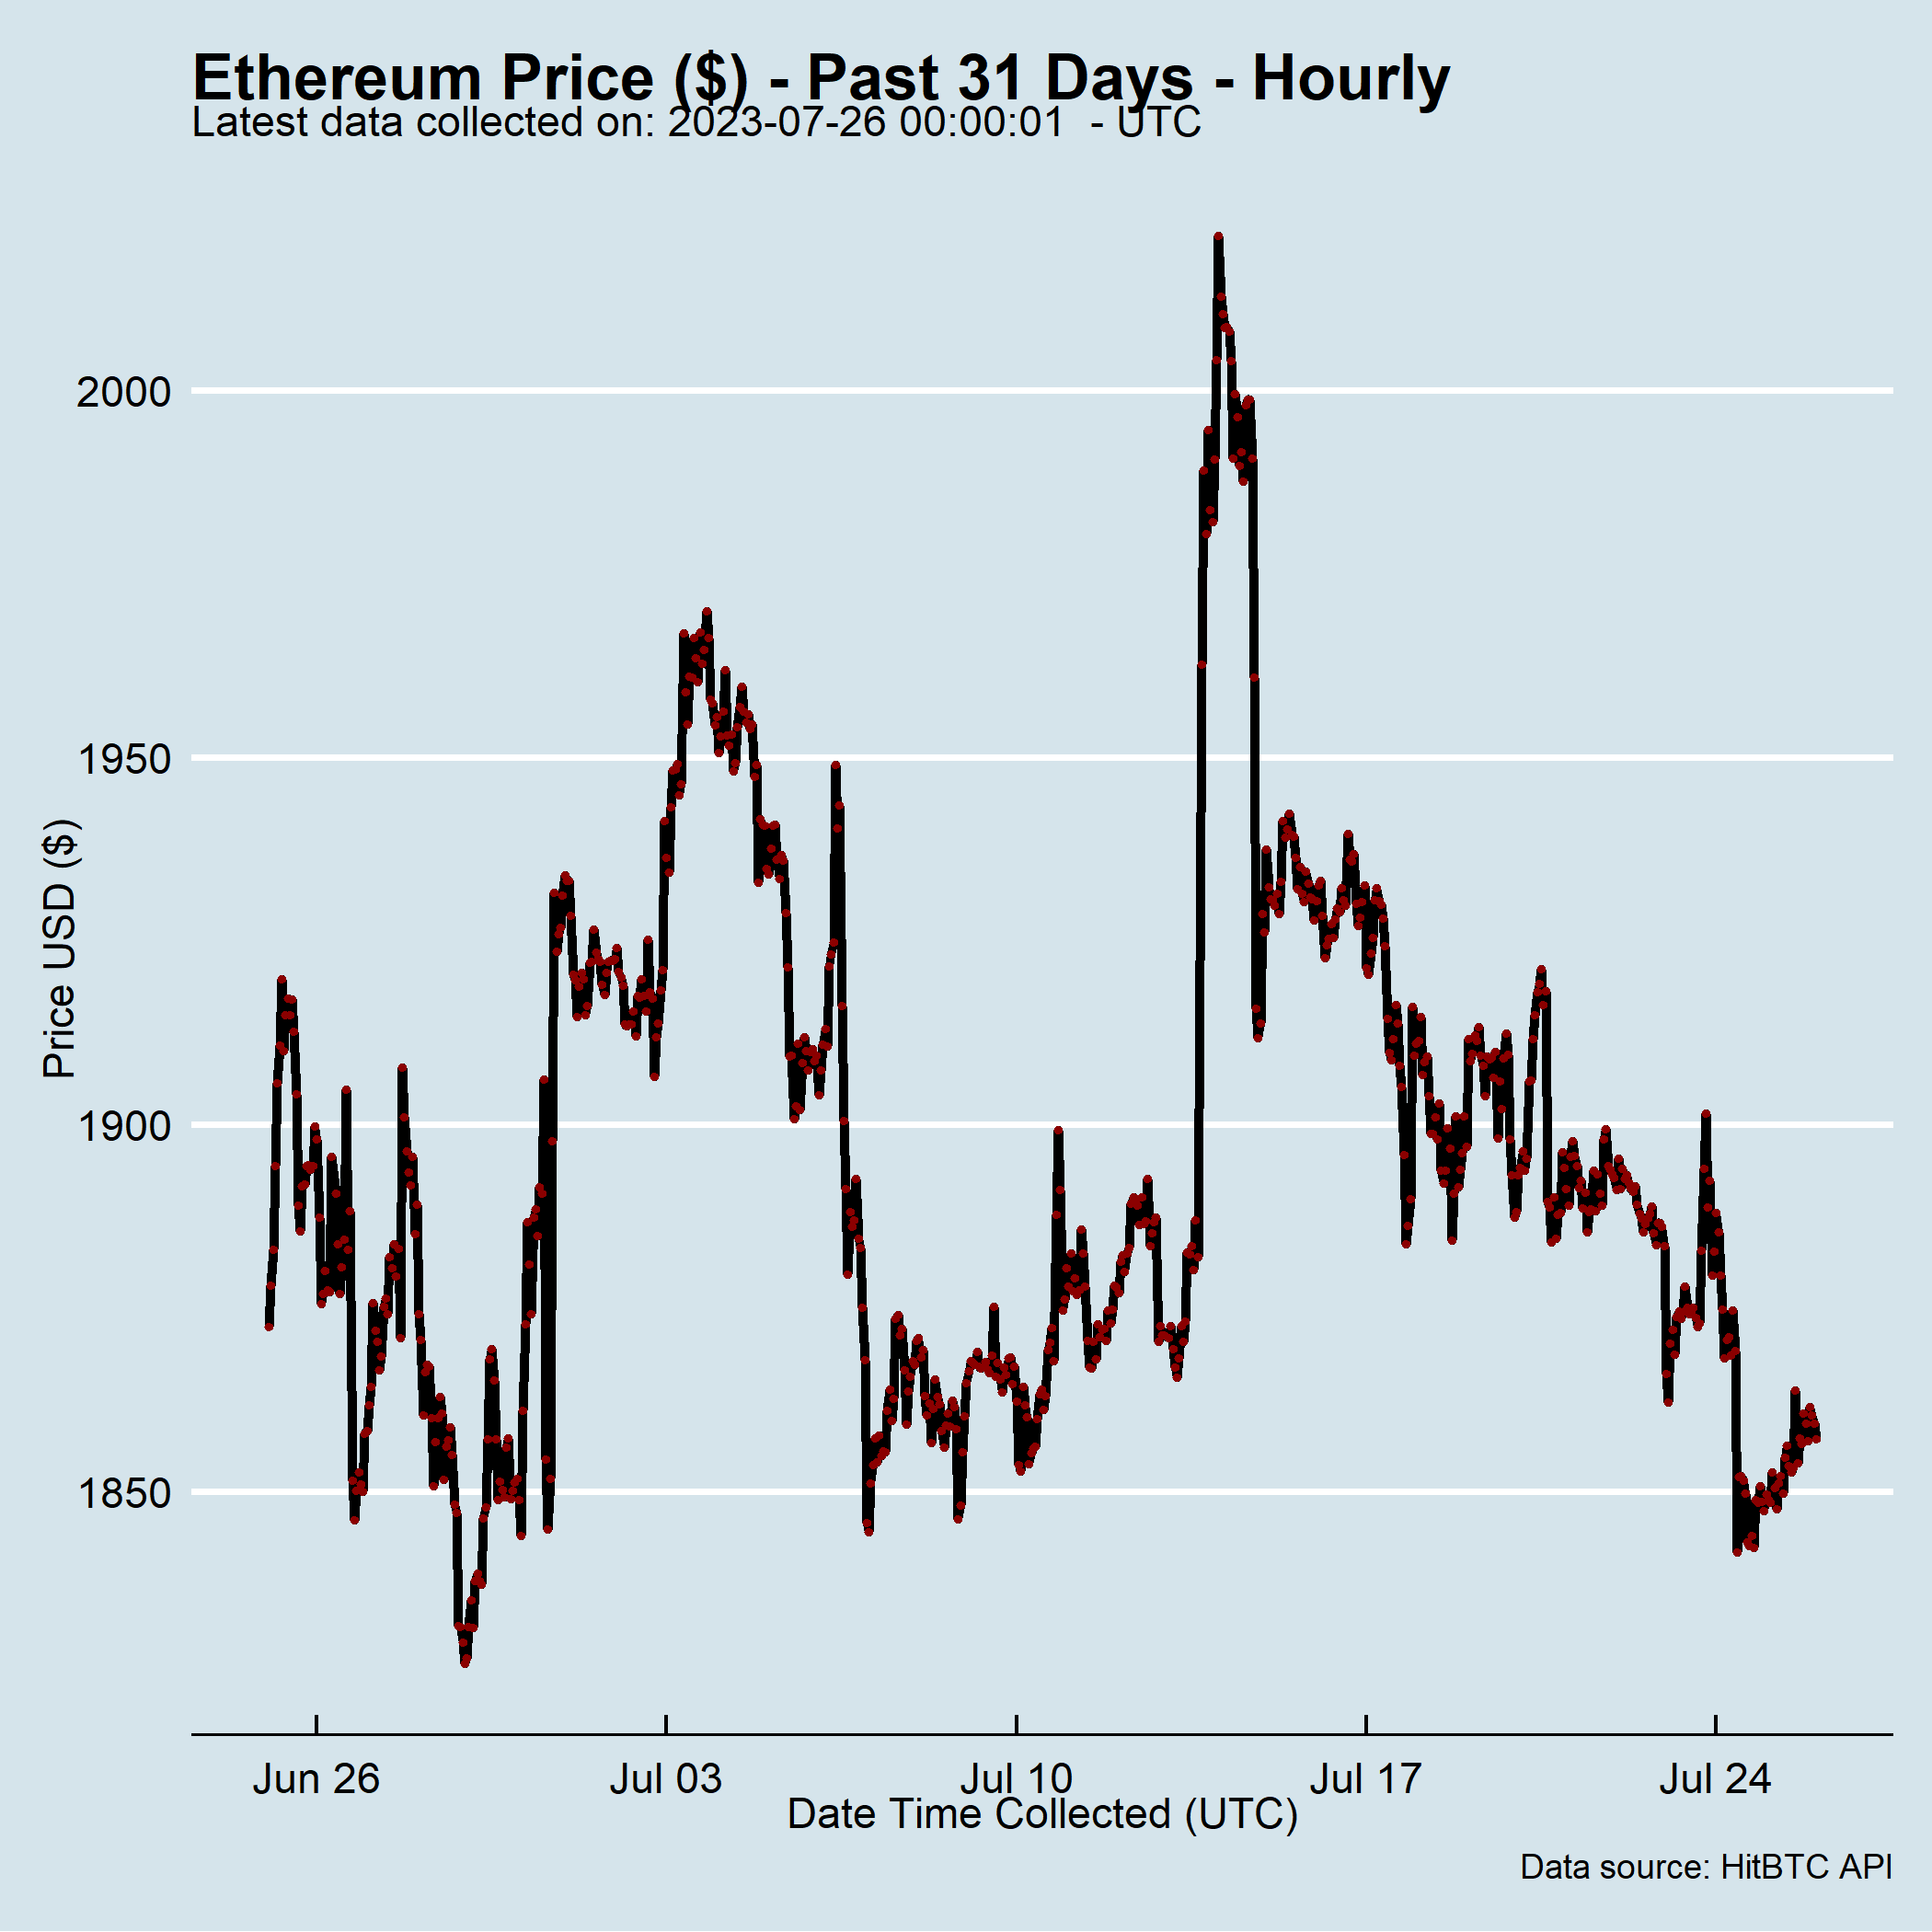 Ethereum Price ($) - Past 31 Days - Hourly
Latest data collected on: 2023-07-26 00:00:01  - UTC
2000
1950
1900
1850
Price USD ($)
Jun 26 Jul 03 Jul 10 Jul 17 Jul 24
Date Time Collected (UTC)
Data source: HitBTC API